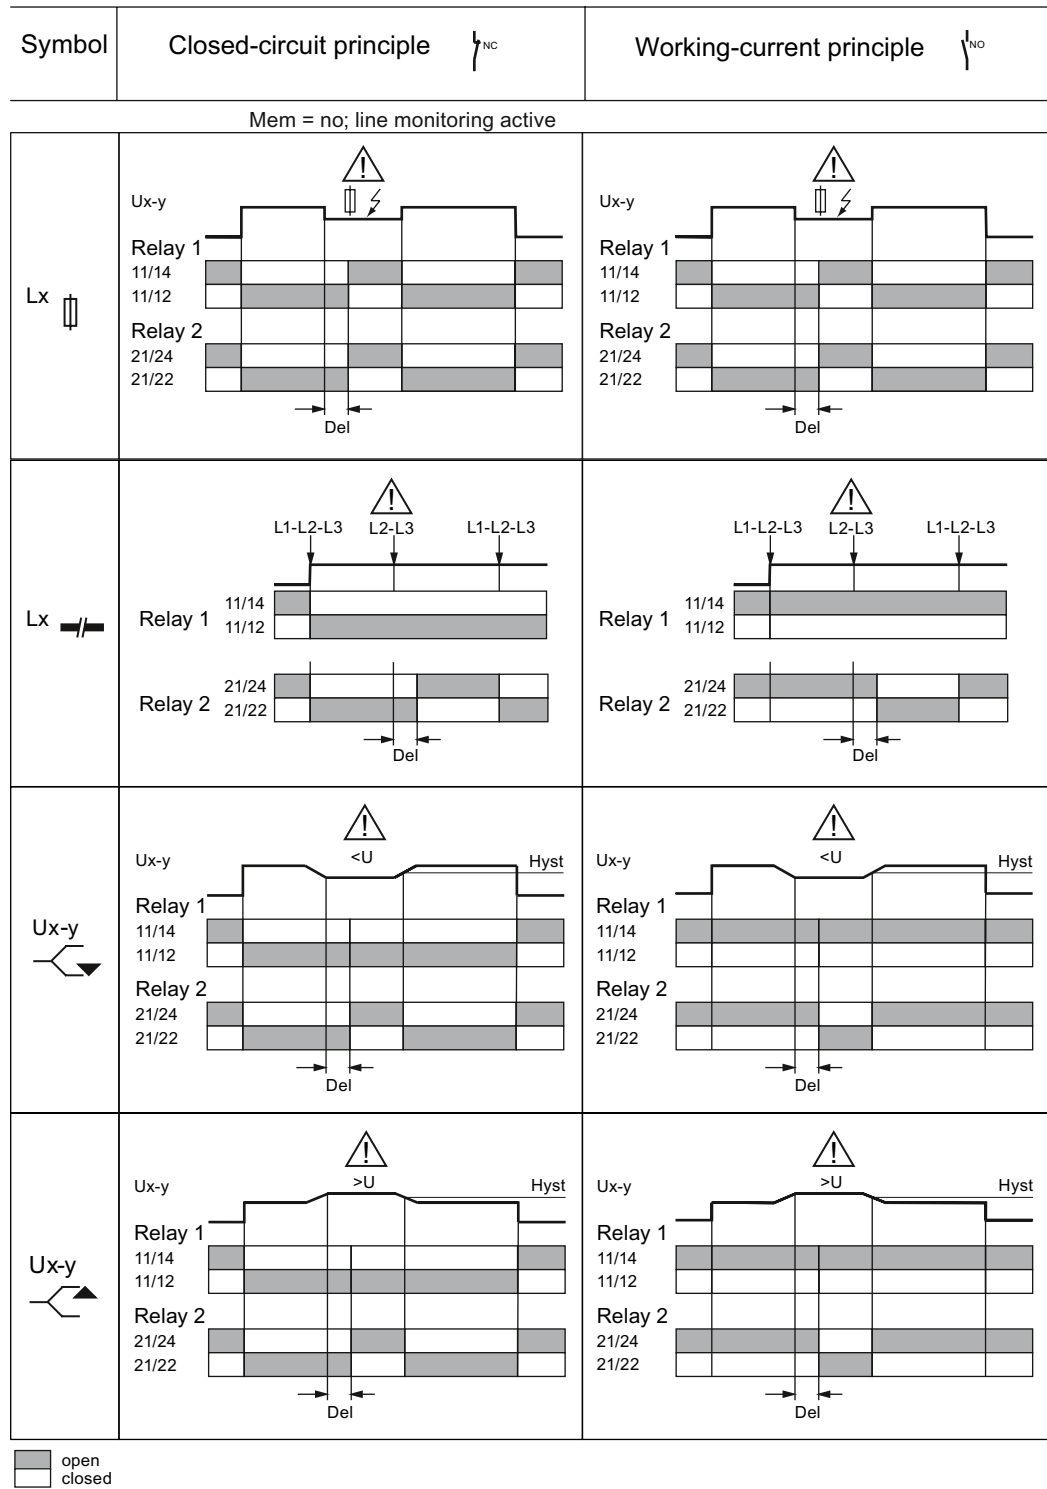 Symbol
Closed-circuit principle NC
Working-current principle NO
Mem = no; line monitoring active
Lx
Ux-y
Relay 1
11/14
11/12
Relay 2
21/24
21/22
Del
Ux-y
Relay 1
11/14
11/12
Relay 2
21/24
21/22
Del
Lx
L1-L2-L3 L2-L3 L1-L2-L3
Relay 1
11/14
11/12
Relay 2
21/24
21/22
Del
L1-L2-L3 L2-L3 L1-L2-L3
Relay 1
11/14
11/12
Relay 2
21/24
21/22
Del
Ux-y
<U
Ux-y
Hyst
Relay 1
11/14
11/12
Relay 2
21/24
21/22
Del
<U
Ux-y
Hyst
Relay 1
11/14
11/12
Relay 2
21/24
21/22
Del
Ux-y
>U
Ux-y
Hyst
Relay 1
11/14
11/12
Relay 2
21/24
21/22
Del
>U
Ux-y
Hyst
Relay 1
11/14
11/12
Relay 2
21/24
21/22
Del
open
closed